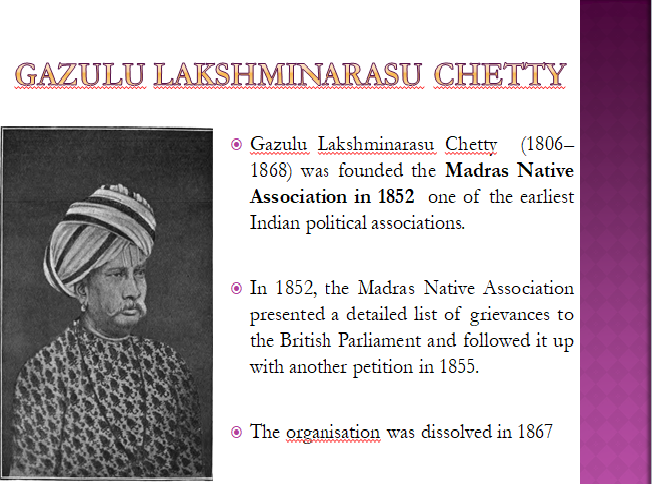 GAZULU LAKSHMINARASU CHETTY
Gazulu Lakshminarasu Chetty (1806–
1868) was founded the Madras Native
Association in 1852 one of the earliest
Indian political associations.
In 1852, the Madras Native Association
presented a detailed list of grievances to
the British Parliament and followed it up
with another petition in 1855.
The organisation was dissolved in 1867